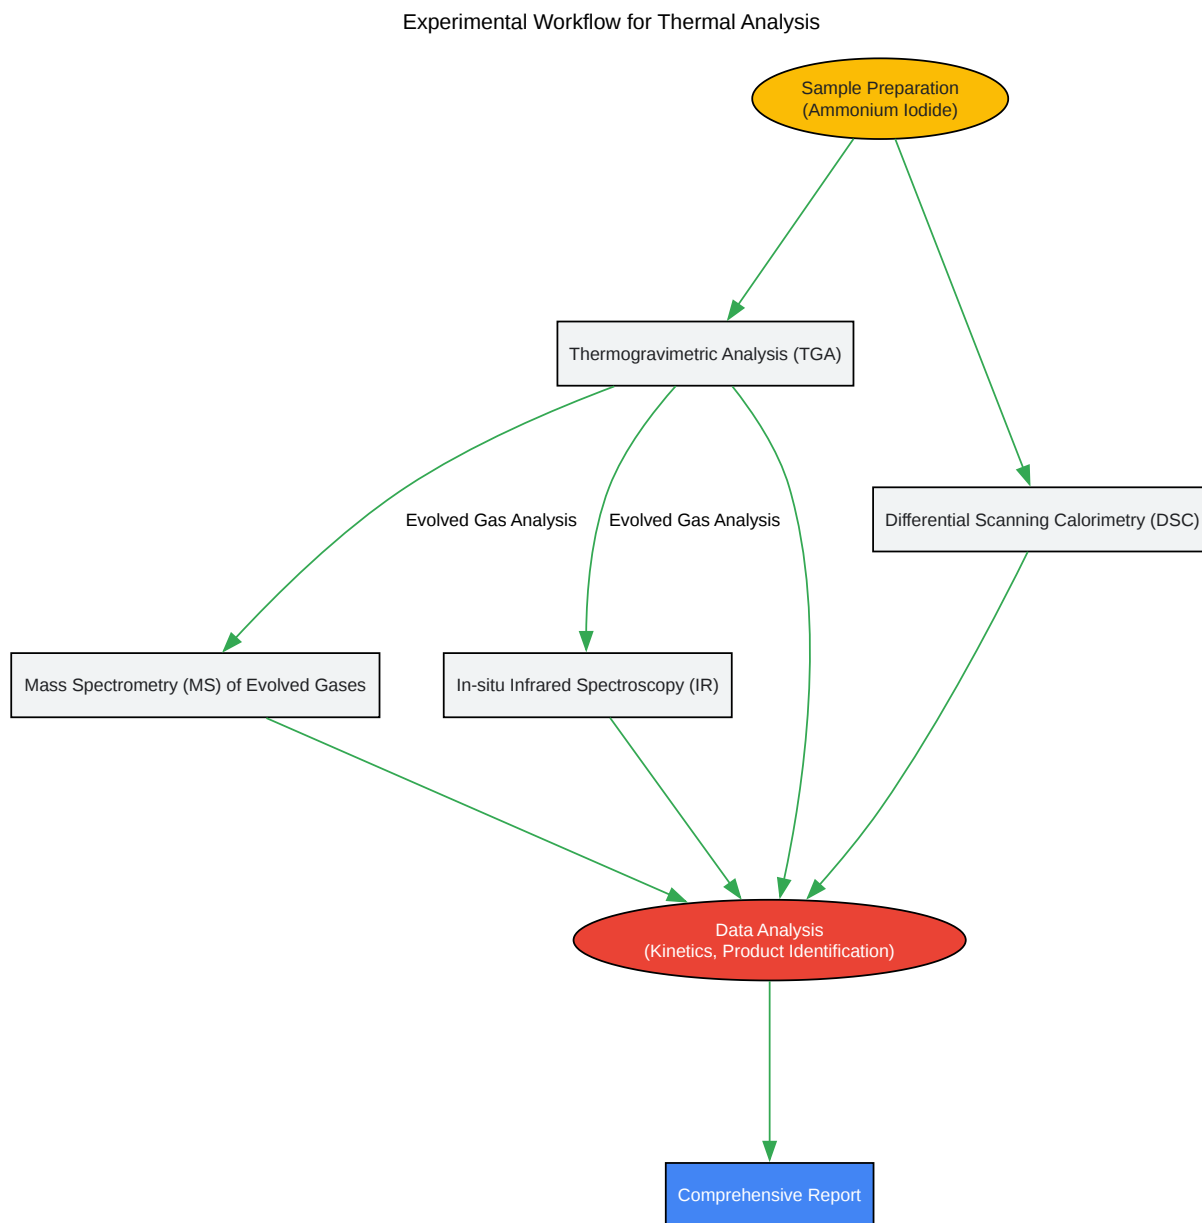 Experimental Workflow for Thermal Analysis
Sample Preparation
(Ammonium Iodide)
Thermogravimetric Analysis (TGA)
Evolved Gas Analysis
Evolved Gas Analysis
Differential Scanning Calorimetry (DSC)
Mass Spectrometry (MS) of Evolved Gases
In-situ Infrared Spectroscopy (IR)
Data Analysis
(Kinetics, Product Identification)
Comprehensive Report